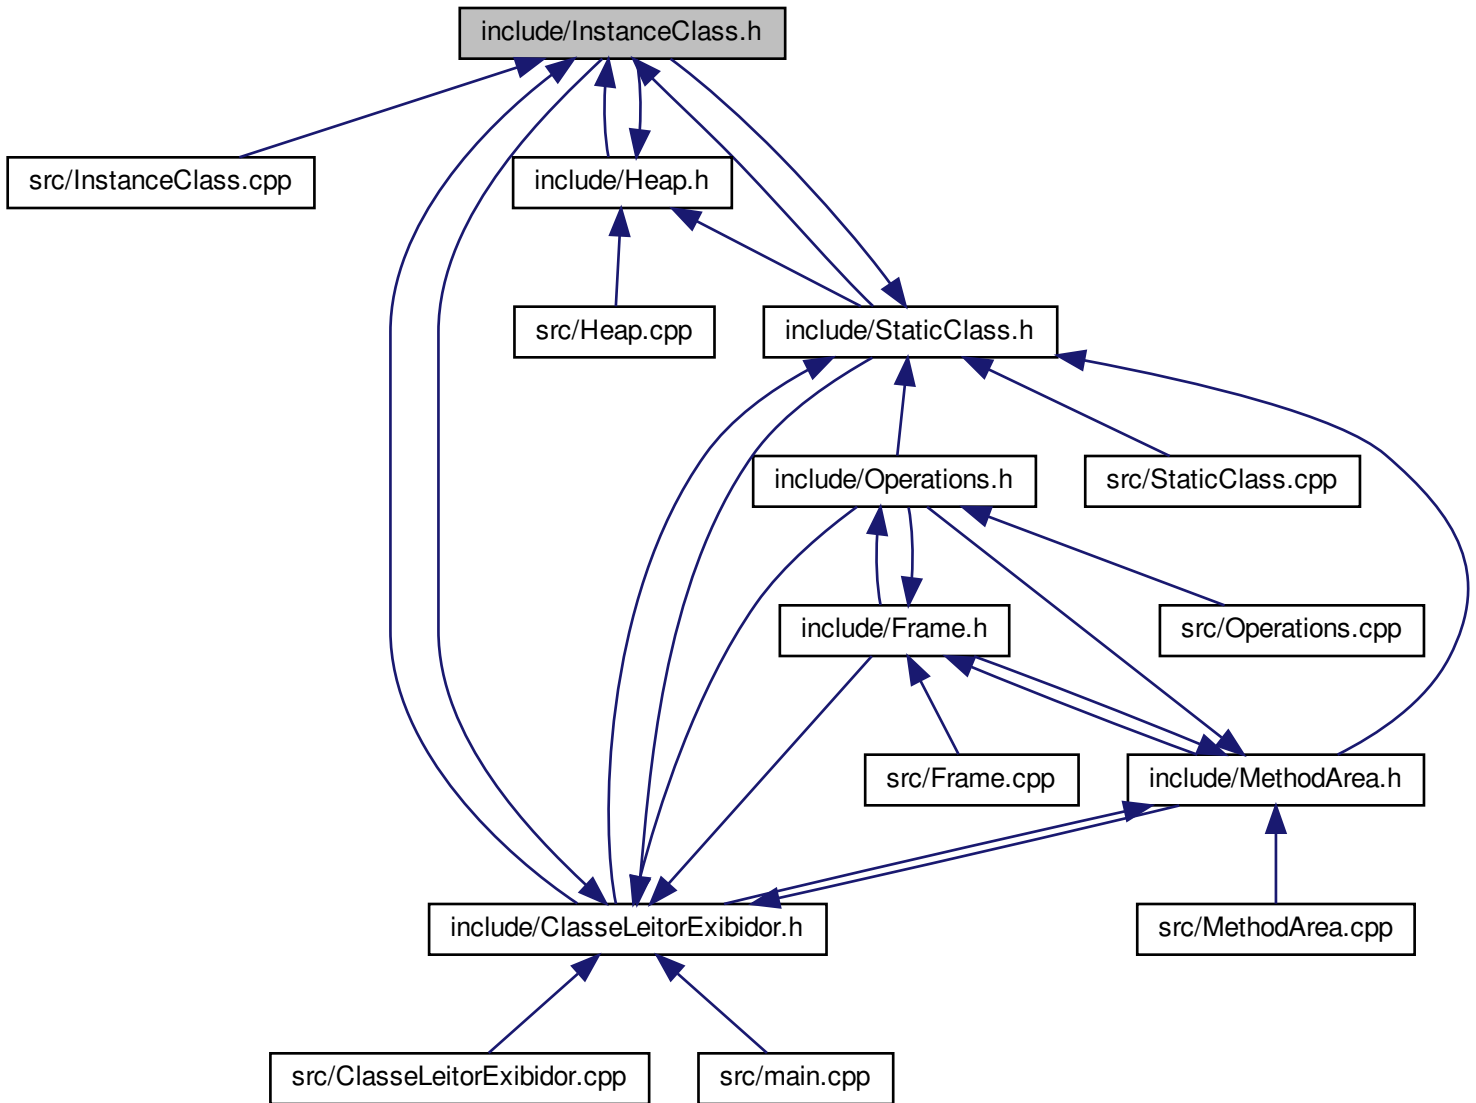 include/InstanceClass.h
src/InstanceClass.cpp
include/Heap.h
src/Heap.cpp
include/StaticClass.h
include/Operations.h
src/StaticClass.cpp
include/Frame.h
src/Operations.cpp
src/Frame.cpp
include/MethodArea.h
include/ClasseLeitorExibidor.h
src/MethodArea.cpp
src/ClasseLeitorExibidor.cpp
src/main.cpp